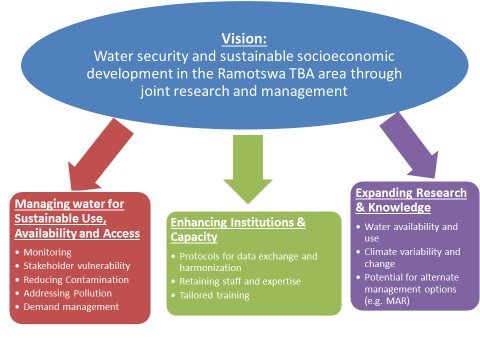 Vision:
Water security and sustainable socioeconomic
development in the Ramotswa TBA area through
joint research and management
Managing water for
Sustainable Use,
Availability and Access
• Monitoring
• Stakeholder vulnerability
• Reducing Contamination
• Addressing Pollution
• Demand management
Enhancing Institutions &
Capacity
• Protocols for data exchange and
harmonization
• Retaining staff and expertise
• Tailored training
Expanding Research
& Knowledge
• Water availability and
use
• Climate variability and
change
• Potential for alternate
management options
(e.g. MAR)